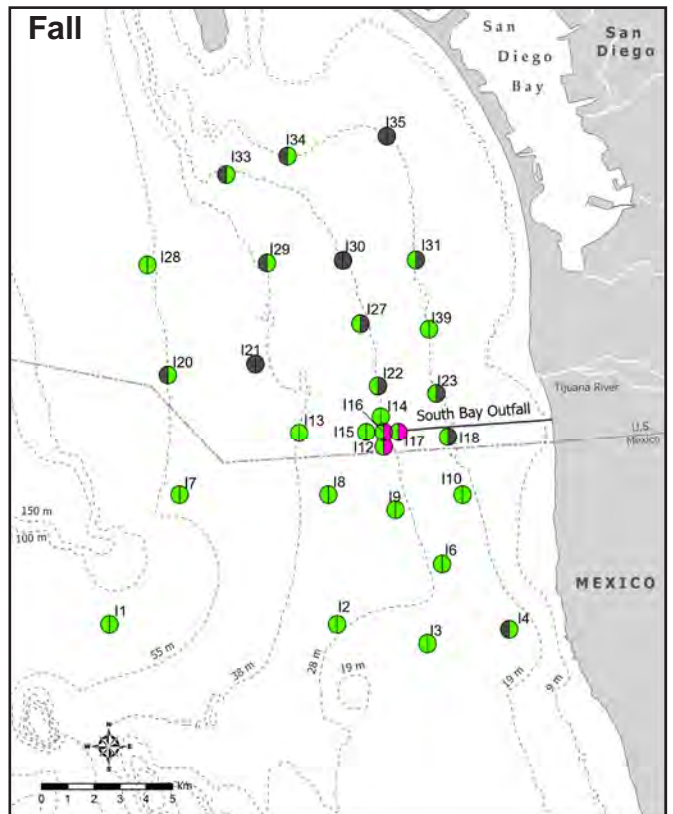 Fall
San
Diego
Bay
San
Diego
I35
I34
I33
I28
I29
I30
I31
I27
I39
I21
I20
I22
I23
Tijuana River
I16
I14
South Bay Outfall
I13
I15
I17
I18
U.S.
Mexico
I12
I7
I8
I9
I10
150 m
100 m
I6
MEXICO
I1
I2
I3
I4
55 m
38 m
28 m
19 m
19 m
9 m
N
W
E
S
km
0 1 2 3 4 5